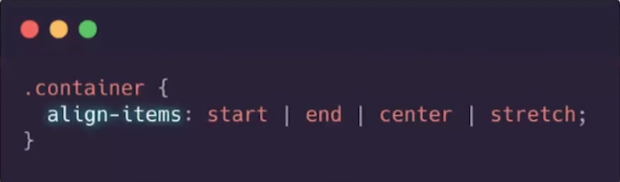 .container {
  align-items: start | end | center | stretch;
}